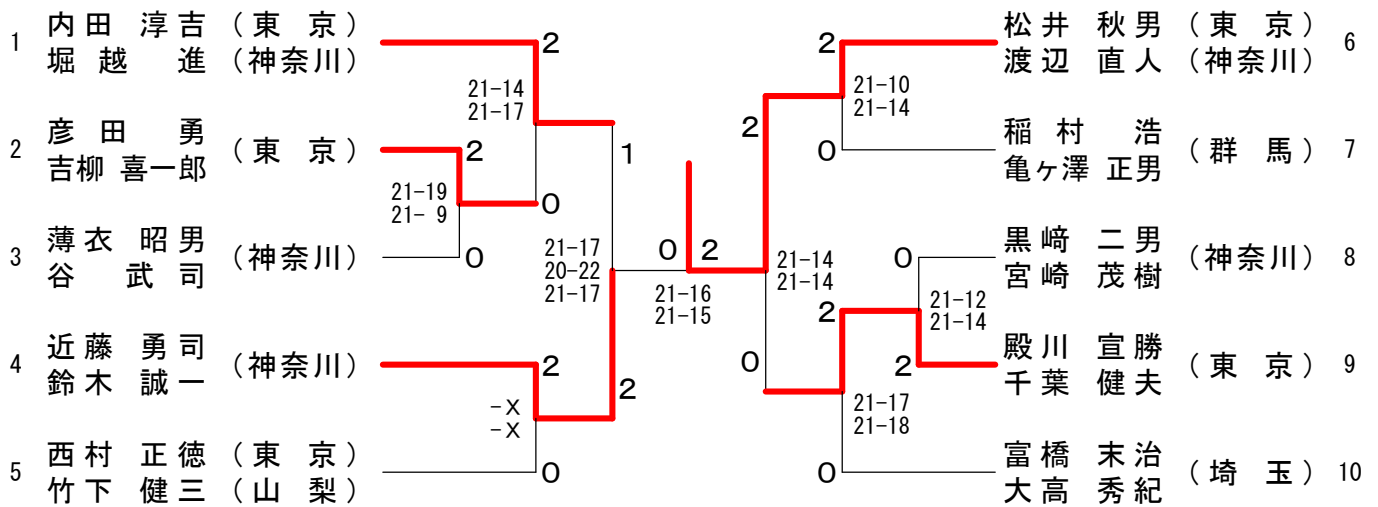 1 内田 淳吉 (東 京)
堀越 進 (神奈川)
2
21-14
21-17
2 彦田 勇
吉柳 喜一郎 (東 京)
2
1
21-19
21- 9
0
3 薄衣 昭男
谷 武司 (神奈川)
0
21-17
20-22
21-17
4 近藤 勇司
鈴木 誠一 (神奈川)
2
2
-X
-X
5 西村 正徳 (東 京)
竹下 健三 (山 梨)
0
0 2
21-16
21-15
松井 秋男 (東 京) 6
渡辺 直人 (神奈川)
2
21-10
21-14
2
稲村 浩
亀ヶ澤 正男 (群 馬) 7
0
21-14
21-14
黒﨑 二男
宮崎 茂樹 (神奈川) 8
0
21-12
21-14
2
0
殿川 宣勝
千葉 健夫 (東 京) 9
2
21-17
21-18
富橋 末治
大高 秀紀 (埼 玉) 10
0